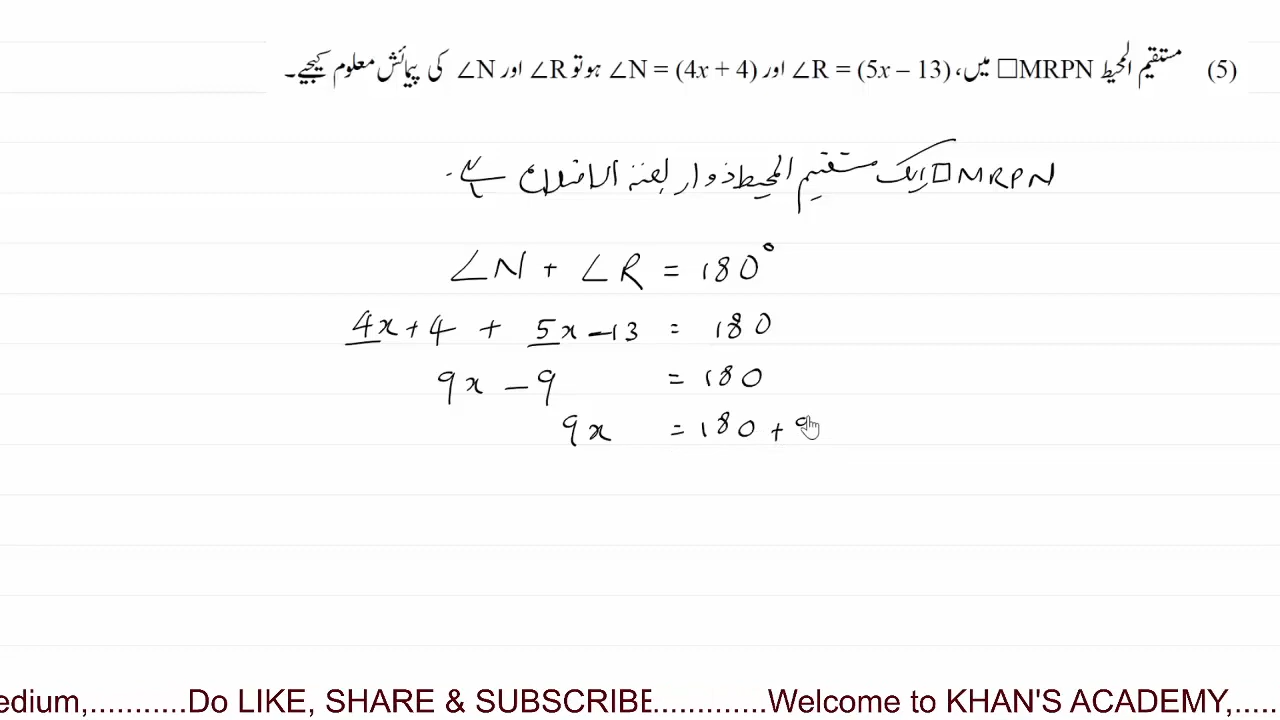 (5) مستقیم المحیط □MRPN میں، ∠R = (5x – 13) اور ∠N = (4x + 4) ہو تو ∠R اور ∠N کی پیمائش معلوم کیجیے۔
□MRPN ایک مستقیم المحیط ذواربعتہ الاضلاع ہے۔
∠N + ∠R = 180°
4x + 4 + 5x – 13 = 180
9x – 9 = 180
9x = 180 + 9
edium,...........Do LIKE, SHARE & SUBSCRIBE.............Welcome to KHAN'S ACADEMY,.....